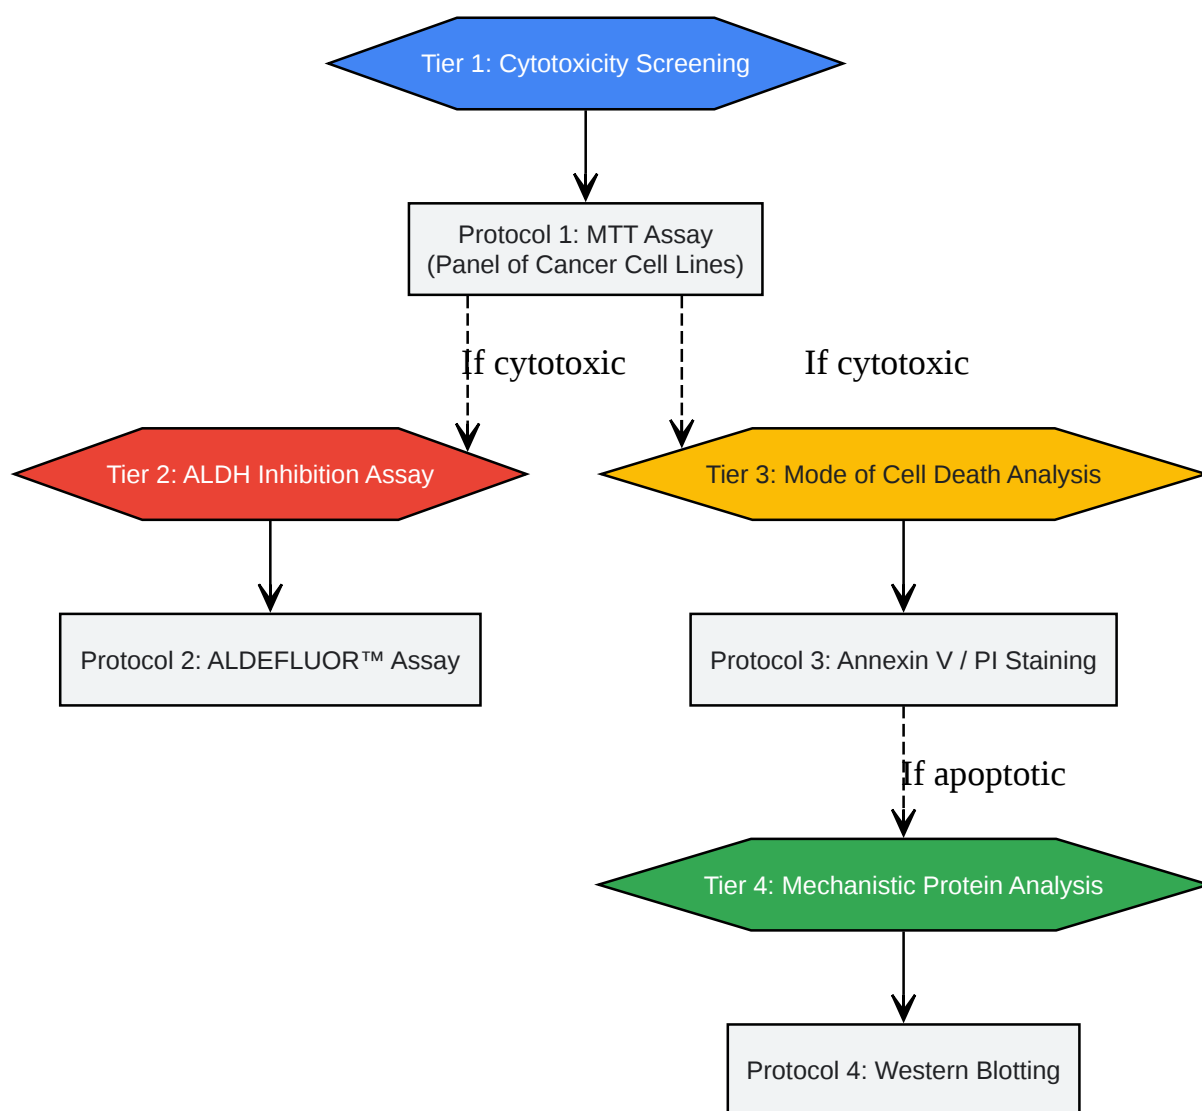 Tier 1: Cytotoxicity Screening
Protocol 1: MTT Assay
(Panel of Cancer Cell Lines)
If cytotoxic
If cytotoxic
Tier 2: ALDH Inhibition Assay
Tier 3: Mode of Cell Death Analysis
Protocol 2: ALDEFLUOR™ Assay
Protocol 3: Annexin V / PI Staining
If apoptotic
Tier 4: Mechanistic Protein Analysis
Protocol 4: Western Blotting